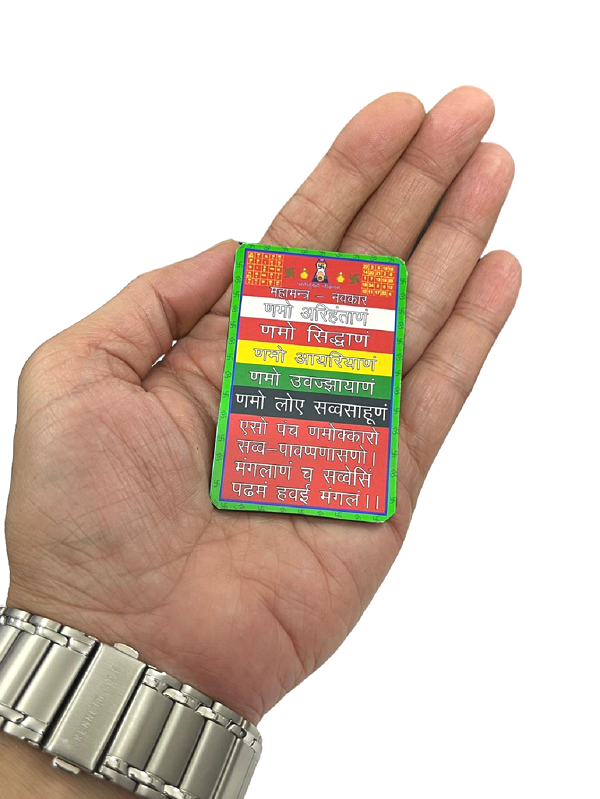 महामन्त्र - नवकार
णमो अरिहंताणं
णमो सिद्धाणं
णमो आयरियाणं
णमो उवज्झायाणं
णमो लोए सव्वसाहूणं
एसो पंच णमोक्कारो
सव्व-पावप्पणासणो।
मंगलाणं च सव्वेसिं
पढमं हवई मंगलं।।
KENNETH